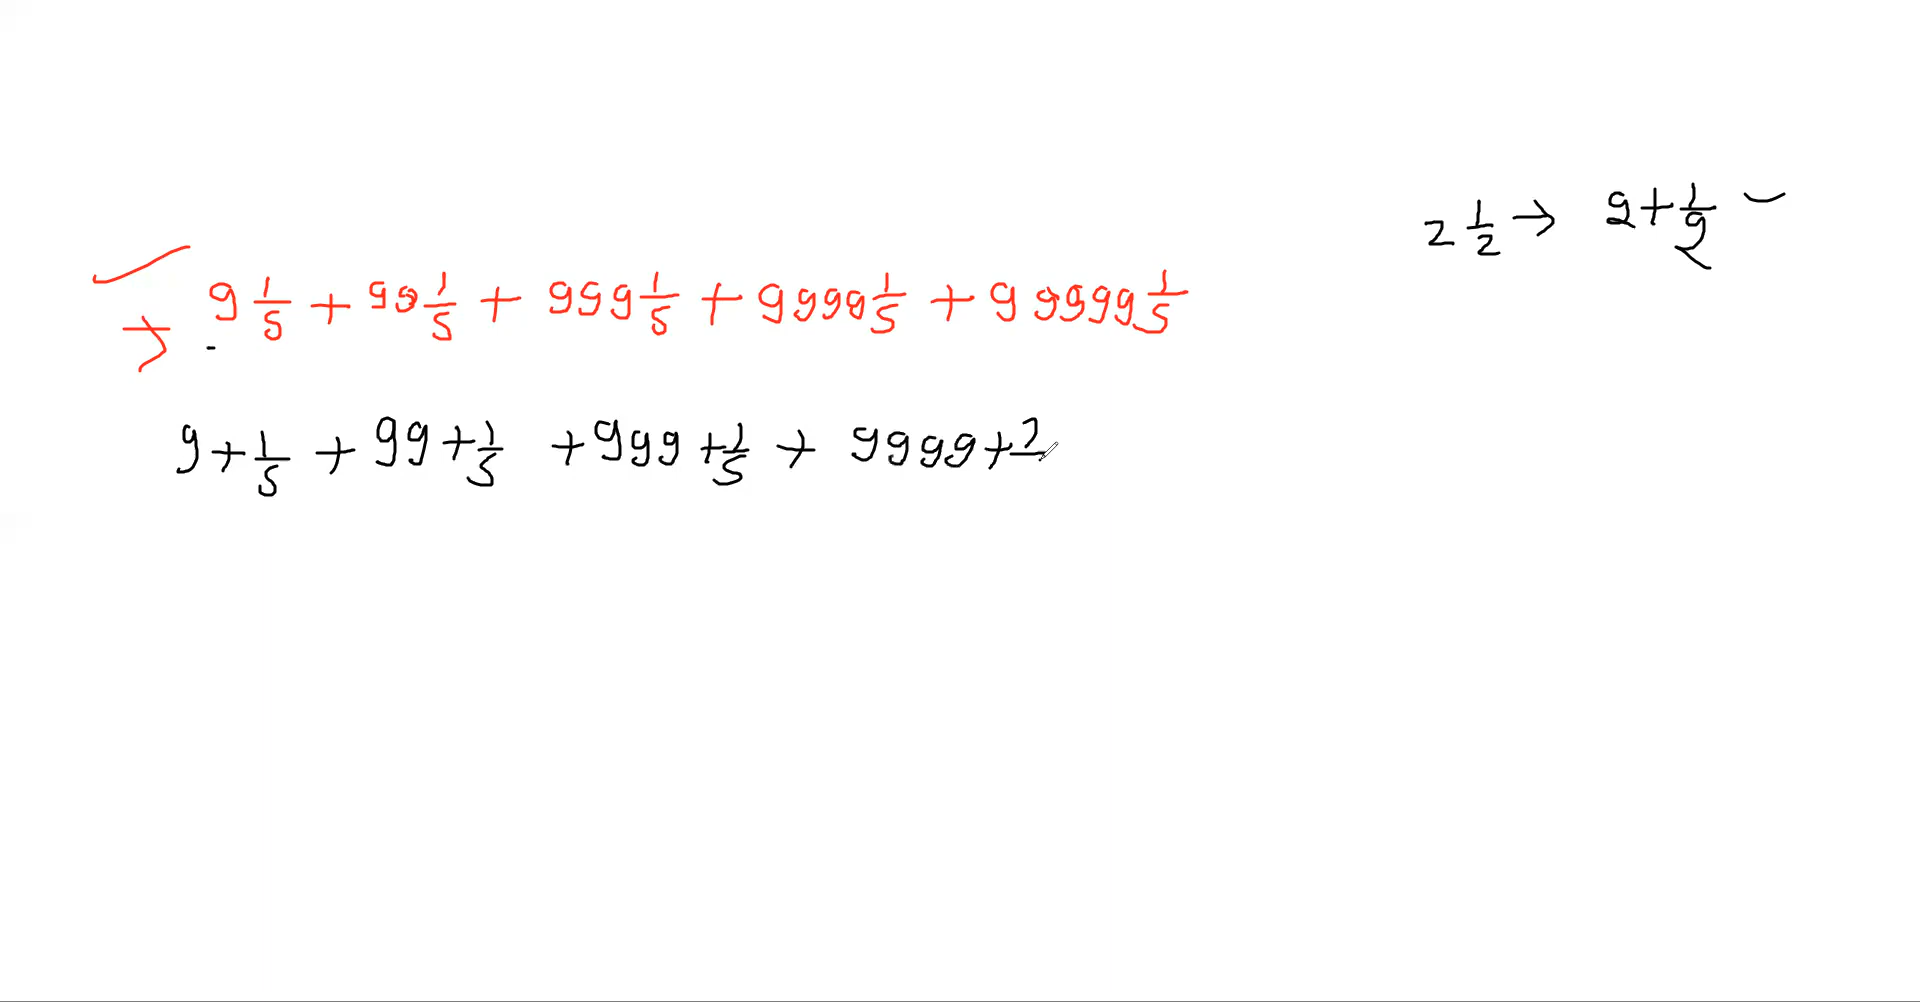 2 1/2 → 2 + 1/2
→ 9 1/5 + 99 1/5 + 999 1/5 + 9999 1/5 + 99999 1/5
9 + 1/5 + 99 + 1/5 + 999 + 1/5 + 9999 + 1/